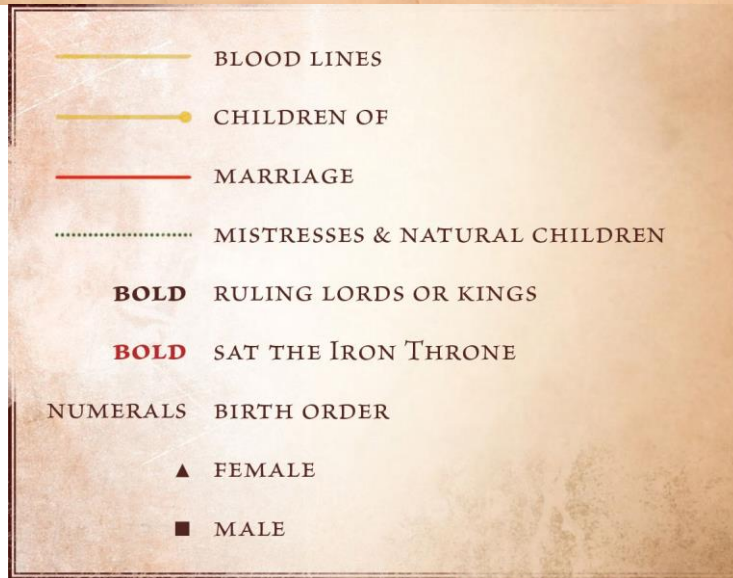 BLOOD LINES
CHILDREN OF
MARRIAGE
MISTRESSES & NATURAL CHILDREN
BOLD RULING LORDS OR KINGS
BOLD SAT THE IRON THRONE
NUMERALS BIRTH ORDER
▲ FEMALE
■ MALE